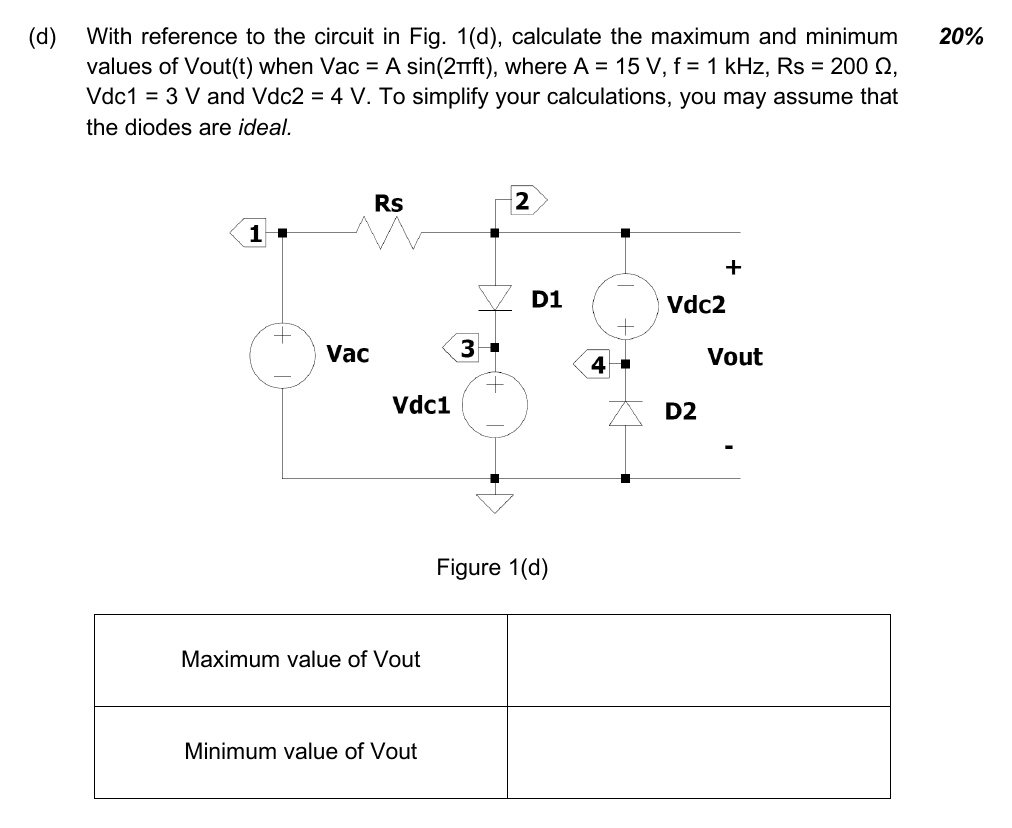 (d) With reference to the circuit in Fig. 1(d), calculate the maximum and minimum 20%
values of Vout(t) when Vac = A sin(2πft), where A = 15 V, f = 1 kHz, Rs = 200 Ω,
Vdc1 = 3 V and Vdc2 = 4 V. To simplify your calculations, you may assume that
the diodes are ideal.
Rs
2
1
+
D1
Vdc2
Vac
3
4
Vout
Vdc1
D2
-
Figure 1(d)
Maximum value of Vout
Minimum value of Vout